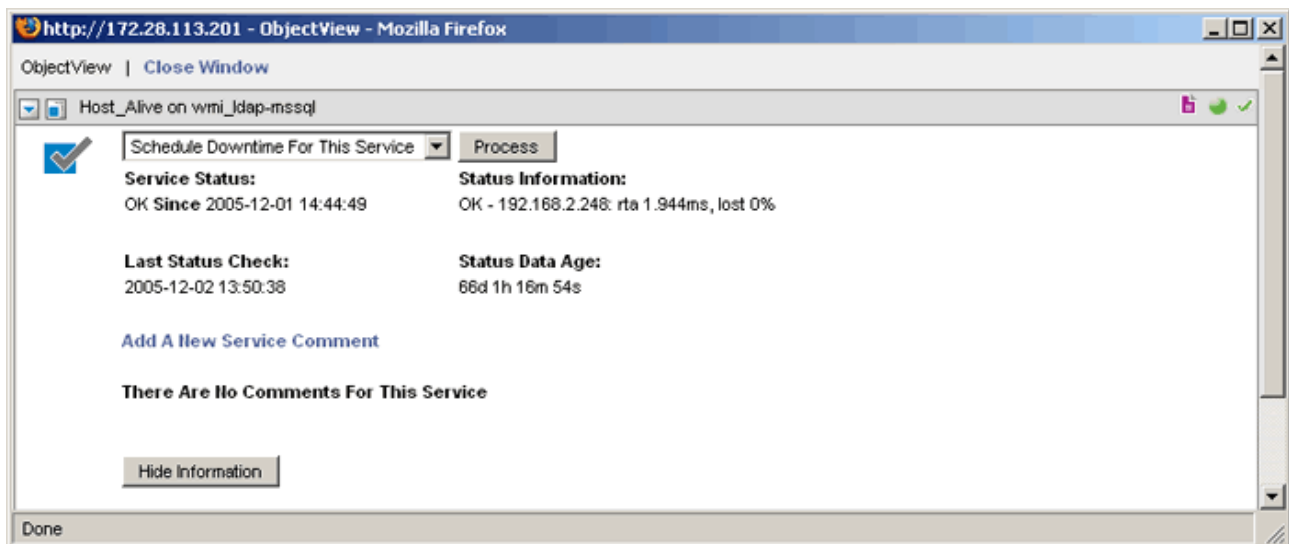 http://172.28.113.201 - ObjectView - Mozilla Firefox
ObjectView | Close Window
Host_Alive on wmi_ldap-mssql
Schedule Downtime For This Service Process
Service Status: Status Information:
OK Since 2005-12-01 14:44:49 OK - 192.168.2.248: rta 1.944ms, lost 0%
Last Status Check: Status Data Age:
2005-12-02 13:50:38 66d 1h 16m 54s
Add A New Service Comment
There Are No Comments For This Service
Hide Information
Done